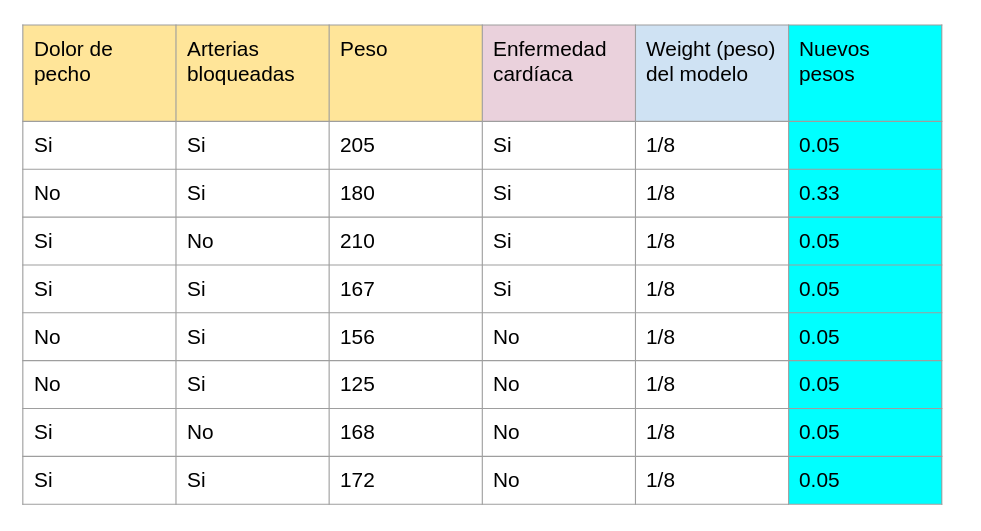 Dolor de pecho | Arterias bloqueadas | Peso | Enfermedad cardíaca | Weight (peso) del modelo | Nuevos pesos
Si | Si | 205 | Si | 1/8 | 0.05
No | Si | 180 | Si | 1/8 | 0.33
Si | No | 210 | Si | 1/8 | 0.05
Si | Si | 167 | Si | 1/8 | 0.05
No | Si | 156 | No | 1/8 | 0.05
No | Si | 125 | No | 1/8 | 0.05
Si | No | 168 | No | 1/8 | 0.05
Si | Si | 172 | No | 1/8 | 0.05